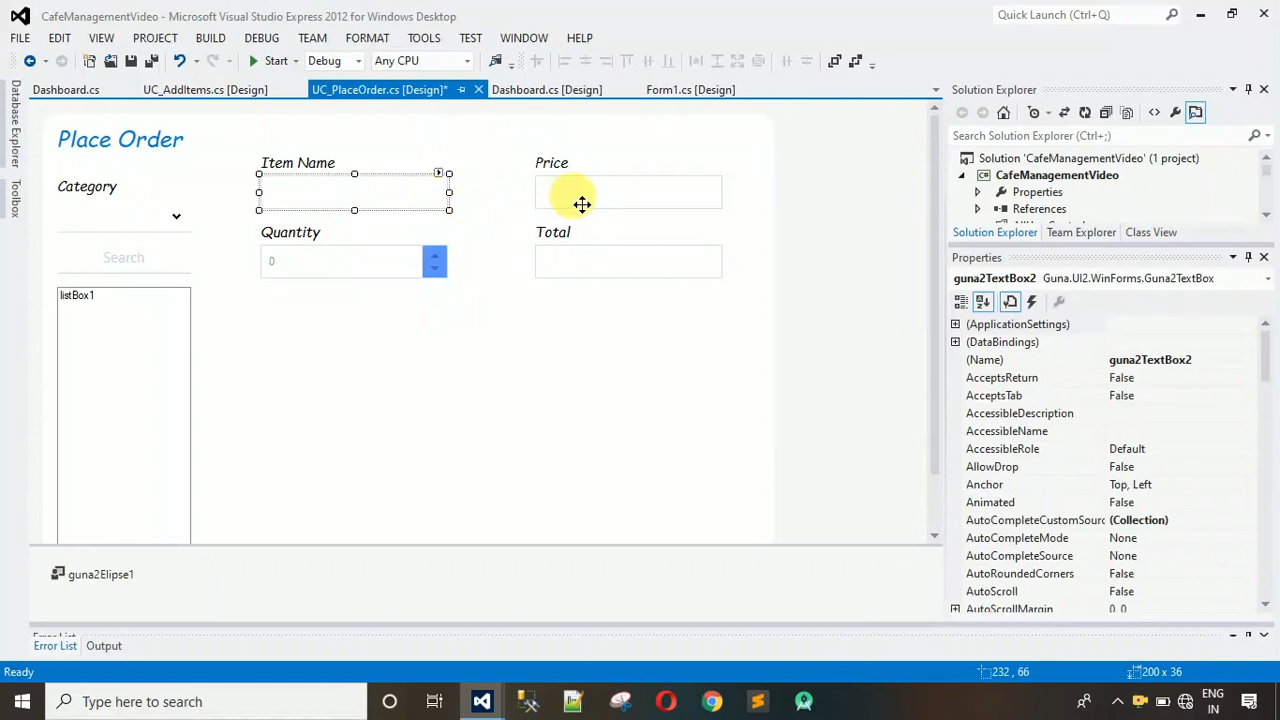 CafeManagementVideo - Microsoft Visual Studio Express 2012 for Windows Desktop
Quick Launch (Ctrl+Q)
FILE EDIT VIEW PROJECT BUILD DEBUG TEAM FORMAT TOOLS TEST WINDOW HELP
Start Debug Any CPU
Dashboard.cs UC_AddItems [Design] UC_PlaceOrder.cs [Design]* Dashboard.cs [Design] Form1.cs [Design]
Database Explorer
Toolbox
Place Order
Category
Search
listBox1
Item Name
Price
Quantity
0
Total
guna2Elipse1
Solution Explorer
Search Solution Explorer (Ctrl+;)
Solution 'CafeManagementVideo' (1 project)
CafeManagementVideo
Properties
References
Solution Explorer Team Explorer Class View
Properties
guna2TextBox2 Guna.UI2.WinForms.Guna2TextBox
(ApplicationSettings)
(DataBindings)
(Name) guna2TextBox2
AcceptsReturn False
AcceptsTab False
AccessibleDescription
AccessibleName
AccessibleRole Default
AllowDrop False
Anchor Top, Left
Animated False
AutoCompleteCustomSourc (Collection)
AutoCompleteMode None
AutoCompleteSource None
AutoRoundedCorners False
AutoScroll False
AutoScrollMargin 0, 0
Error List Output
Ready
232 , 66
200 x 36
Type here to search
ENG
IN